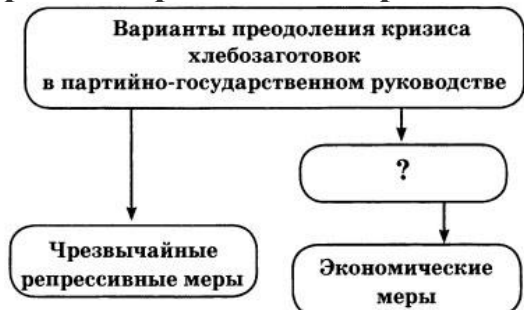 Варианты преодоления кризиса
хлебозаготовок
в партийно-государственном руководстве
?
Чрезвычайные
репрессивные меры
Экономические
меры